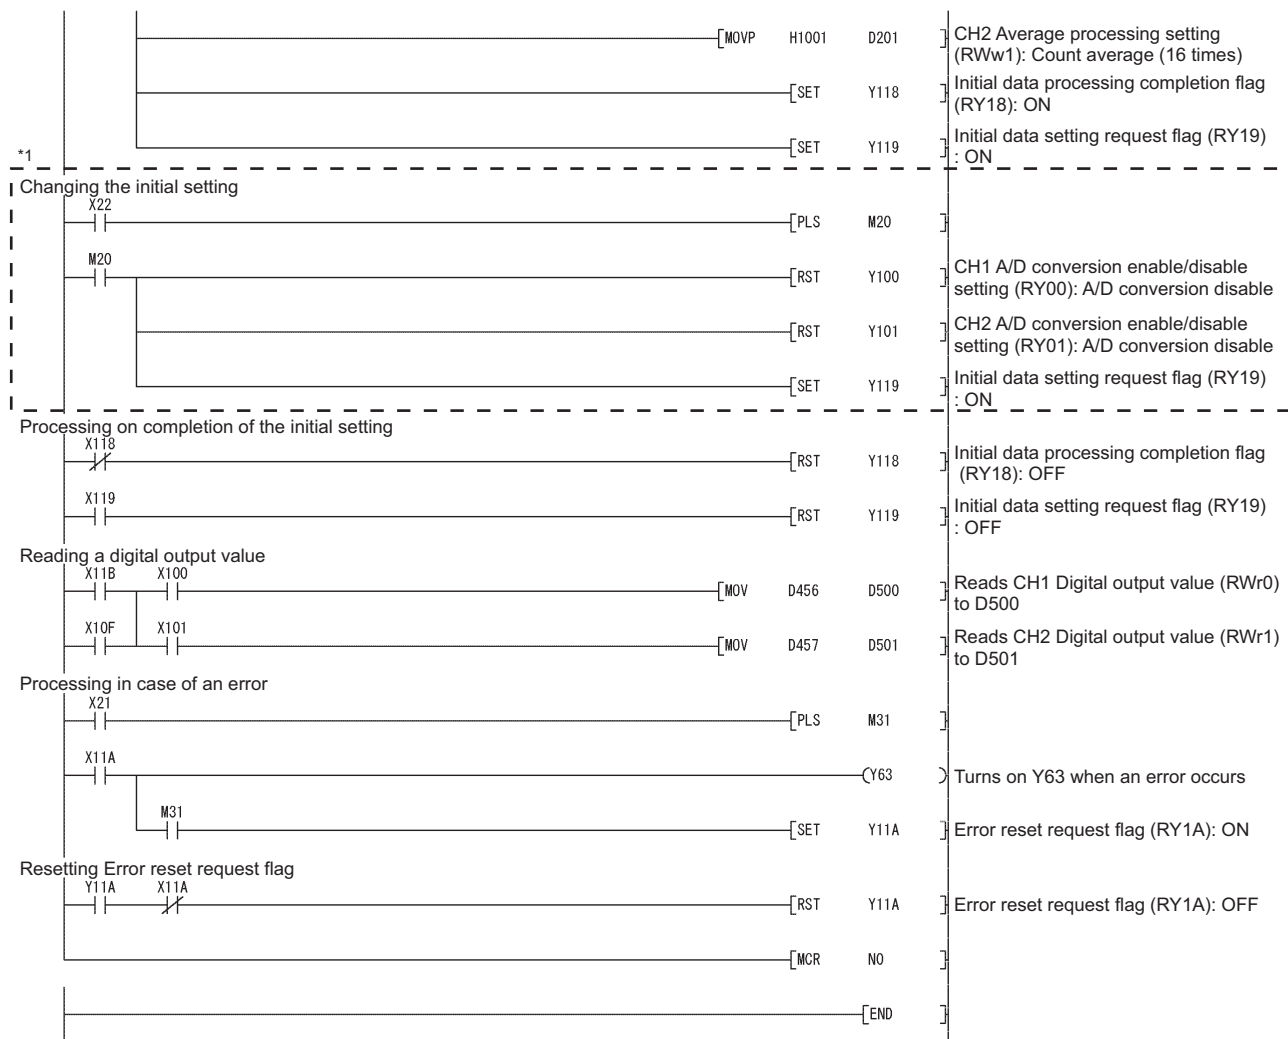 [MOVP H1001 D201] CH2 Average processing setting
(RWw1): Count average (16 times)
[SET Y118] Initial data processing completion flag
(RY18): ON
[SET Y119] Initial data setting request flag (RY19)
: ON
*1
Changing the initial setting
X22
[PLS M20]
M20
[RST Y100] CH1 A/D conversion enable/disable
setting (RY00): A/D conversion disable
[RST Y101] CH2 A/D conversion enable/disable
setting (RY01): A/D conversion disable
[SET Y119] Initial data setting request flag (RY19)
: ON
Processing on completion of the initial setting
X118
[RST Y118] Initial data processing completion flag
(RY18): OFF
X119
[RST Y119] Initial data setting request flag (RY19)
: OFF
Reading a digital output value
X11B X100
[MOV D456 D500] Reads CH1 Digital output value (RWr0)
to D500
X10F X101
[MOV D457 D501] Reads CH2 Digital output value (RWr1)
to D501
Processing in case of an error
X21
[PLS M31]
X11A
(Y63) Turns on Y63 when an error occurs
M31
[SET Y11A] Error reset request flag (RY1A): ON
Resetting Error reset request flag
Y11A X11A
[RST Y11A] Error reset request flag (RY1A): OFF
[MCR N0]
[END]